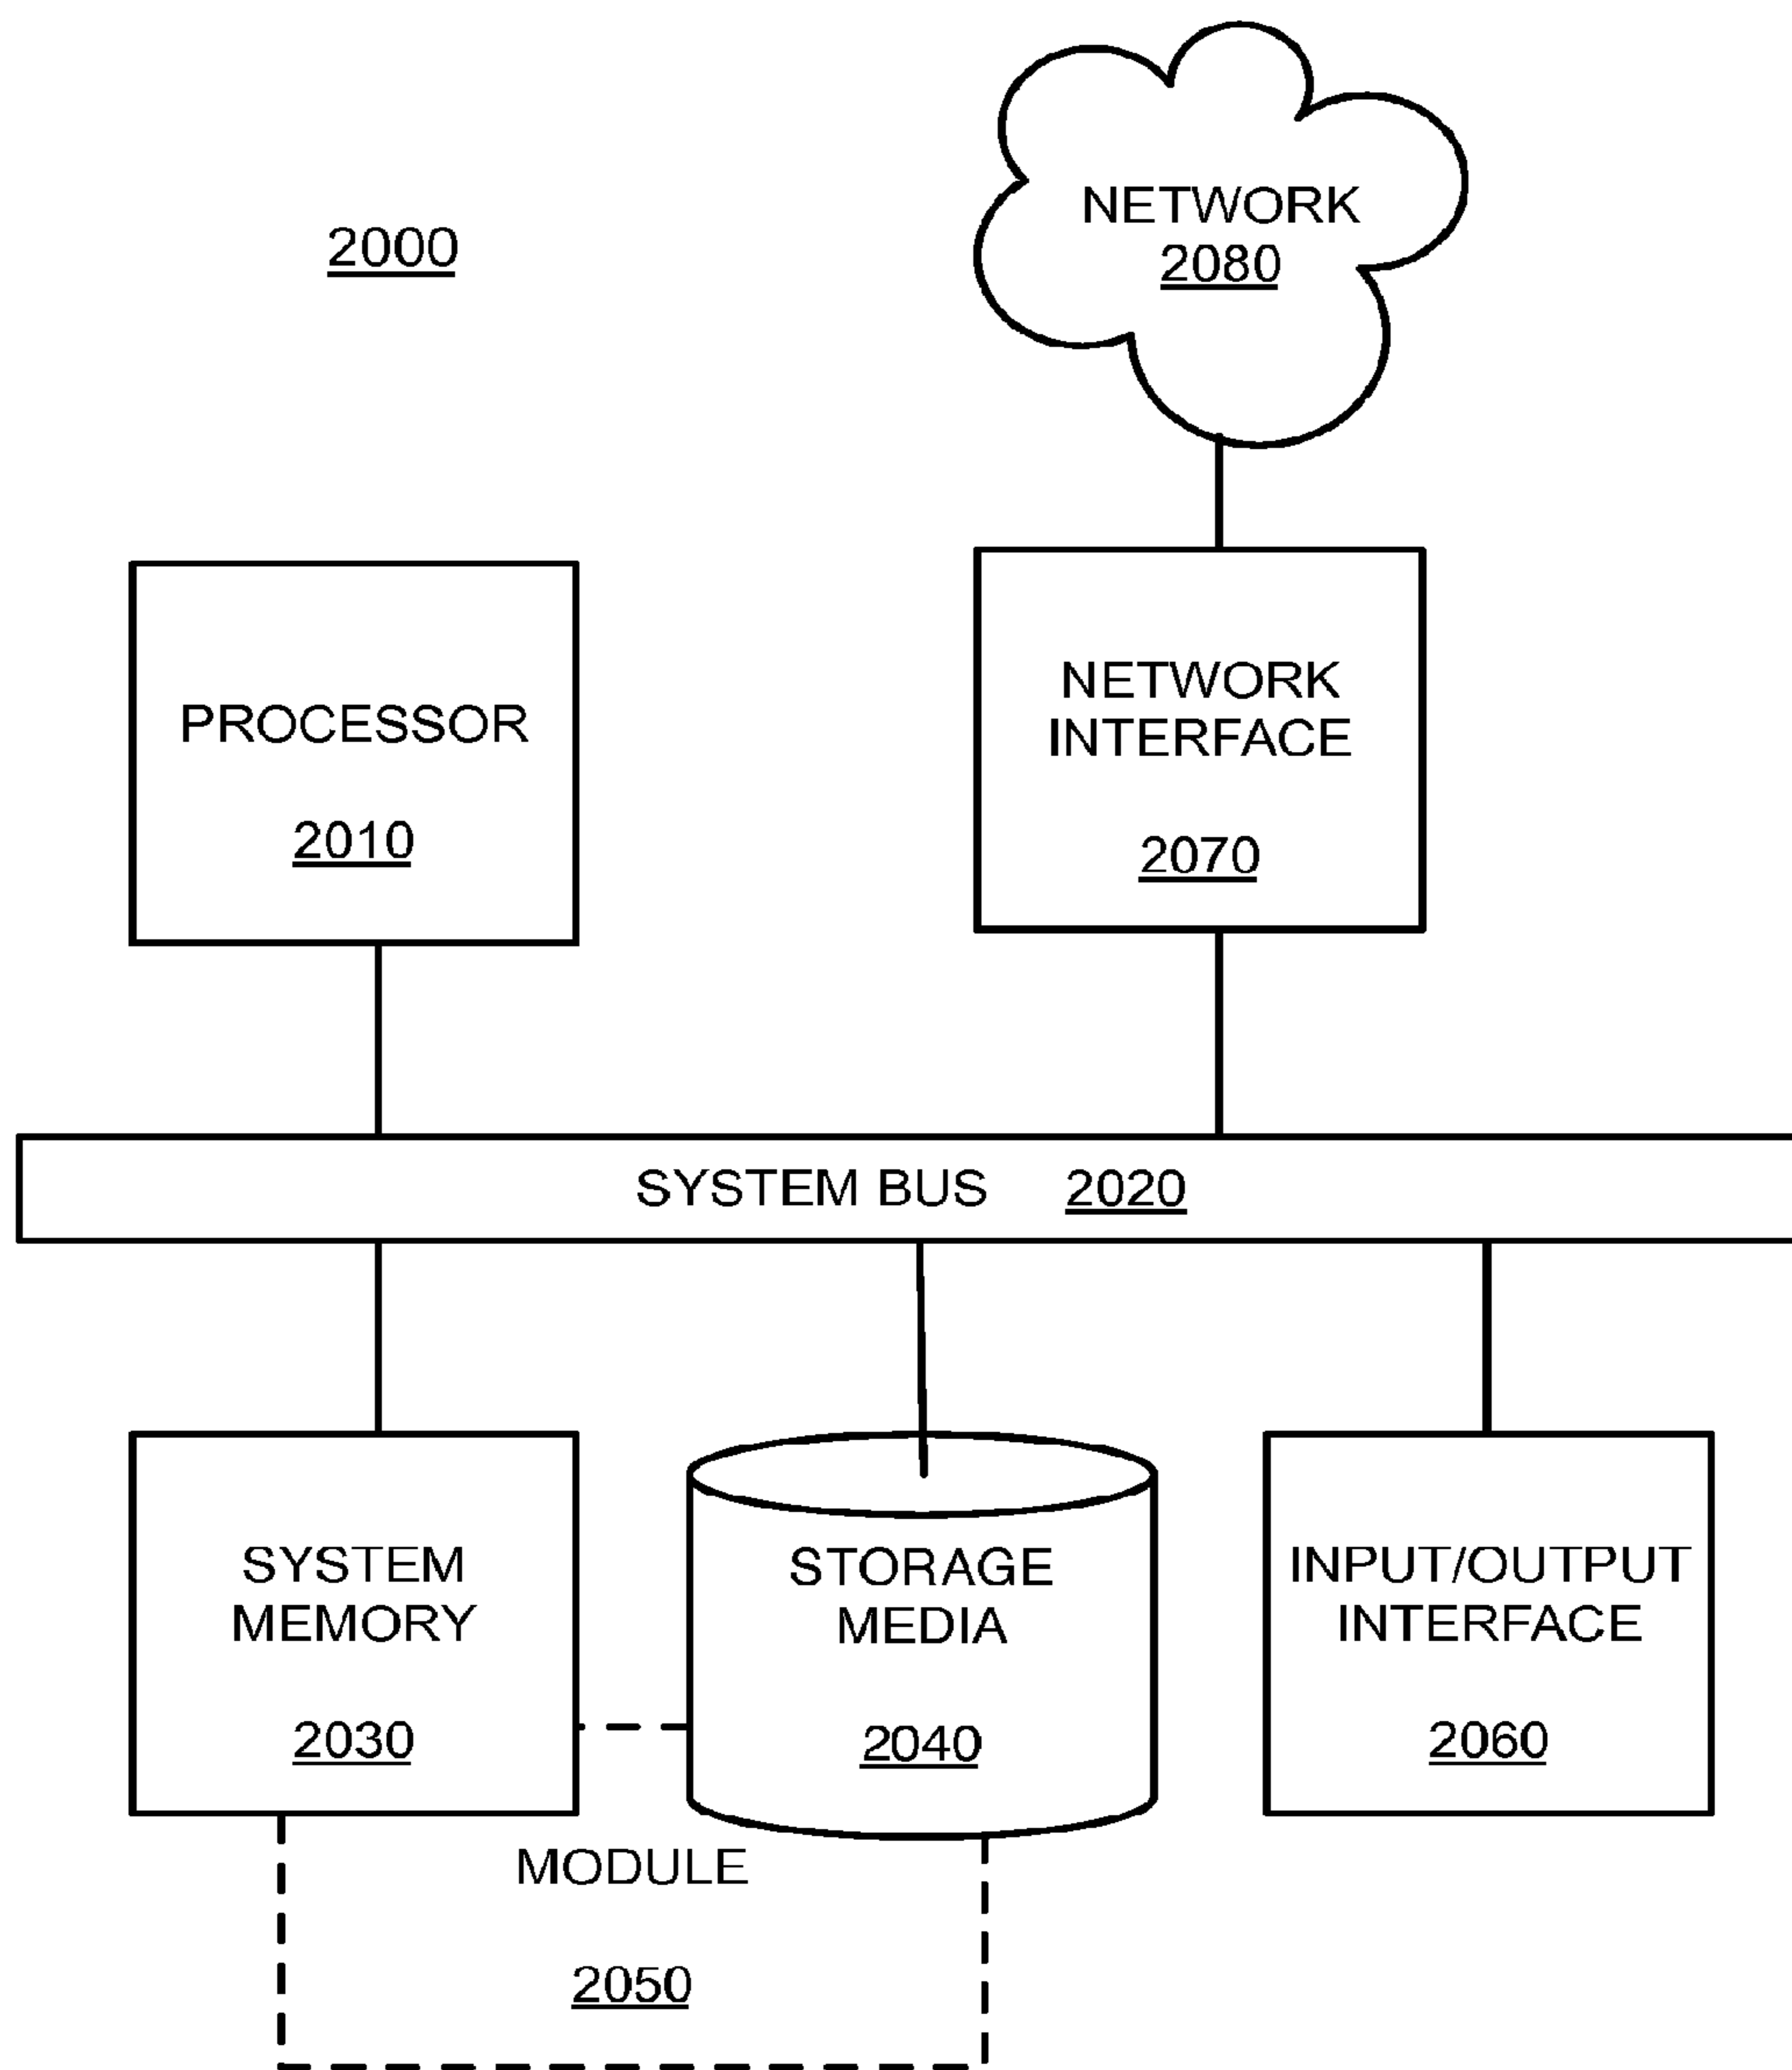 NETWORK
2080
2000
PROCESSOR
2010
NETWORK
INTERFACE
2070
SYSTEM BUS 2020
SYSTEM
MEMORY
2030
STORAGE
MEDIA
2040
INPUT/OUTPUT
INTERFACE
2060
MODULE
2050